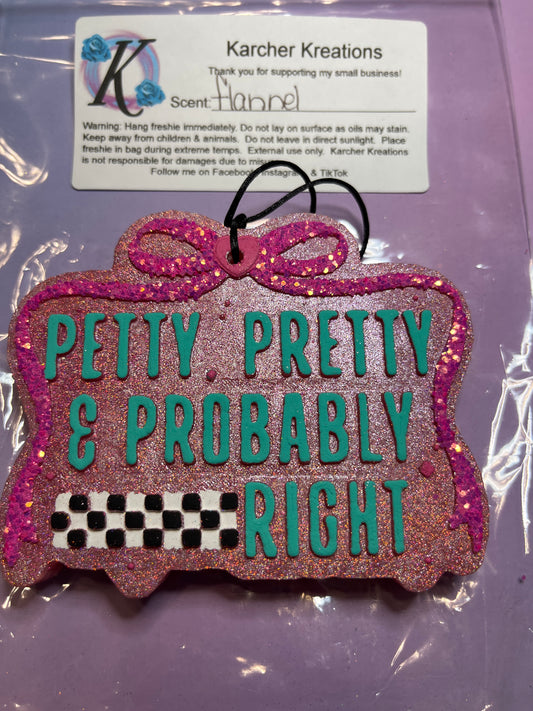 K
Karcher Kreations
Thank you for supporting my small business!
Scent: flannel
Warning: Hang freshie immediately. Do not lay on surface as oils may stain.
Keep away from children & animals. Do not leave in direct sunlight. Place
freshie in bag during extreme temps. External use only. Karcher Kreations
is not responsible for damages due to
Follow me on Facebook, Instagram & TikTok
PETTY, PRETTY
& PROBABLY
RIGHT